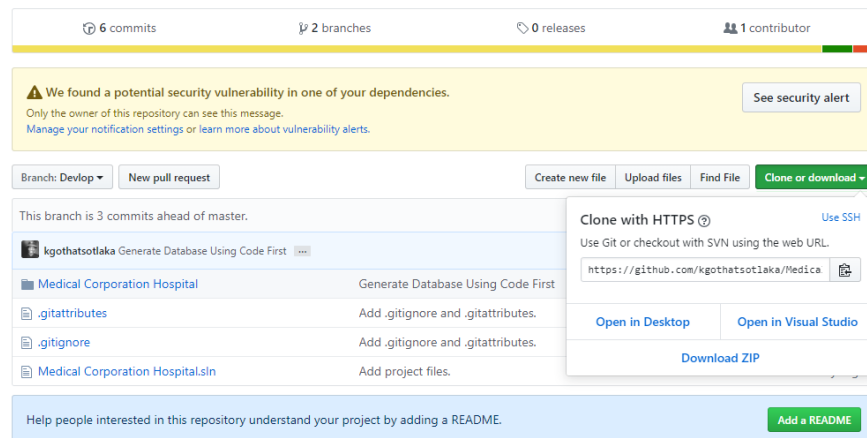 6 commits
2 branches
0 releases
1 contributor
We found a potential security vulnerability in one of your dependencies.
Only the owner of this repository can see this message.
Manage your notification settings or learn more about vulnerability alerts.
See security alert
Branch: Devlop
New pull request
Create new file
Upload files
Find File
Clone or download
This branch is 3 commits ahead of master.
kgothatsotlaka Generate Database Using Code First ...
Clone with HTTPS
Use SSH
Use Git or checkout with SVN using the web URL.
https://github.com/kgothatsotlaka/Medica
Open in Desktop
Open in Visual Studio
Download ZIP
Medical Corporation Hospital
Generate Database Using Code First
.gitattributes
Add .gitignore and .gitattributes.
.gitignore
Add .gitignore and .gitattributes.
Medical Corporation Hospital.sln
Add project files.
Help people interested in this repository understand your project by adding a README.
Add a README